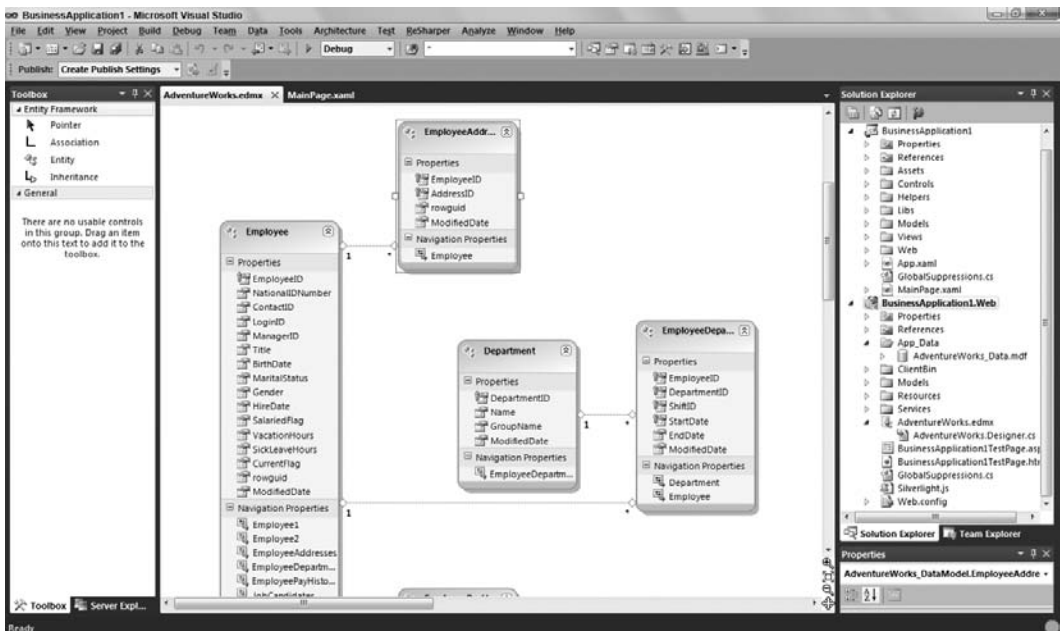 BusinessApplication1 - Microsoft Visual Studio
File Edit View Project Build Debug Team Data Tools Architecture Test ReSharper Analyze Window Help
Debug
Publish: Create Publish Settings
Toolbox
Entity Framework
Pointer
Association
Entity
Inheritance
General
There are no usable controls
in this group. Drag an item
onto this text to add it to the
toolbox.
Toolbox Server Expl...
AdventureWorks.edmx MainPage.xaml
EmployeeAddr...
Properties
EmployeeID
AddressID
rowguid
ModifiedDate
Navigation Properties
Employee
1 *
Employee
Properties
EmployeeID
NationalIDNumber
ContactID
LoginID
ManagerID
Title
BirthDate
MaritalStatus
Gender
HireDate
SalariedFlag
VacationHours
SickLeaveHours
CurrentFlag
rowguid
ModifiedDate
Navigation Properties
Employee1
Employee2
EmployeeAddresses
EmployeeDepartm...
EmployeePayHisto...
JobCandidates
Department
Properties
DepartmentID
Name
GroupName
ModifiedDate
Navigation Properties
EmployeeDepartm...
1 *
EmployeeDepa...
Properties
EmployeeID
DepartmentID
ShiftID
StartDate
EndDate
ModifiedDate
Navigation Properties
Department
Employee
1 *
Solution Explorer
BusinessApplication1
Properties
References
Assets
Controls
Helpers
Libs
Models
Views
Web
App.xaml
GlobalSuppressions.cs
MainPage.xaml
BusinessApplication1.Web
Properties
References
App_Data
AdventureWorks_Data.mdf
ClientBin
Models
Resources
Services
AdventureWorks.edmx
AdventureWorks.Designer.cs
BusinessApplication1TestPage.asp
BusinessApplication1TestPage.htm
GlobalSuppressions.cs
Silverlight.js
Web.config
Solution Explorer Team Explorer
Properties
AdventureWorks_DataModel.EmployeeAddre
Ready